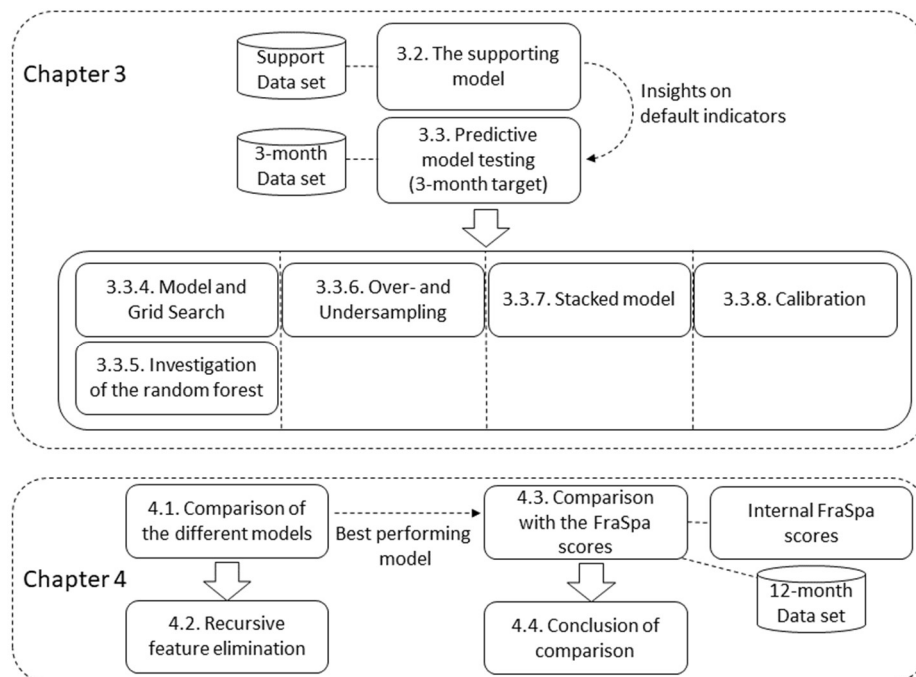 Chapter 3
Support
Data set
3.2. The supporting
model
Insights on
default indicators
3-month
Data set
3.3. Predictive
model testing
(3-month target)
3.3.4. Model and
Grid Search
3.3.5. Investigation
of the random forest
3.3.6. Over- and
Undersampling
3.3.7. Stacked model
3.3.8. Calibration
Chapter 4
4.1. Comparison of
the different models
Best performing
model
4.3. Comparison
with the FraSpa
scores
Internal FraSpa
scores
12-month
Data set
4.2. Recursive
feature elimination
4.4. Conclusion of
comparison